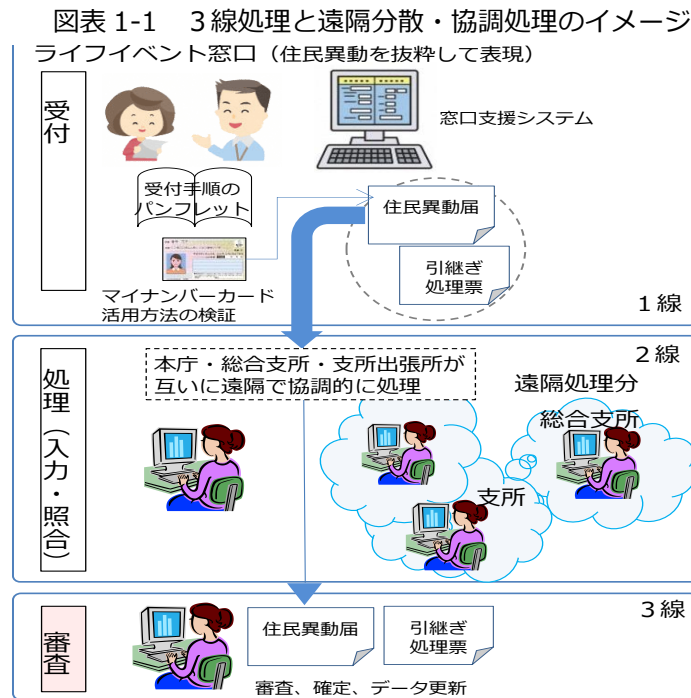 図表 1-1　３線処理と遠隔分散・協調処理のイメージ
ライフイベント窓口（住民異動を抜粋して表現）
受付
窓口支援システム
受付手順の
パンフレット
住民異動届
引継ぎ
処理票
マイナンバーカード
活用方法の検証
１線
２線
処理（入力・照合）
本庁・総合支所・支所出張所が
互いに遠隔で協調的に処理
遠隔処理分
総合支所
支所
３線
審査
住民異動届
引継ぎ
処理票
審査、確定、データ更新